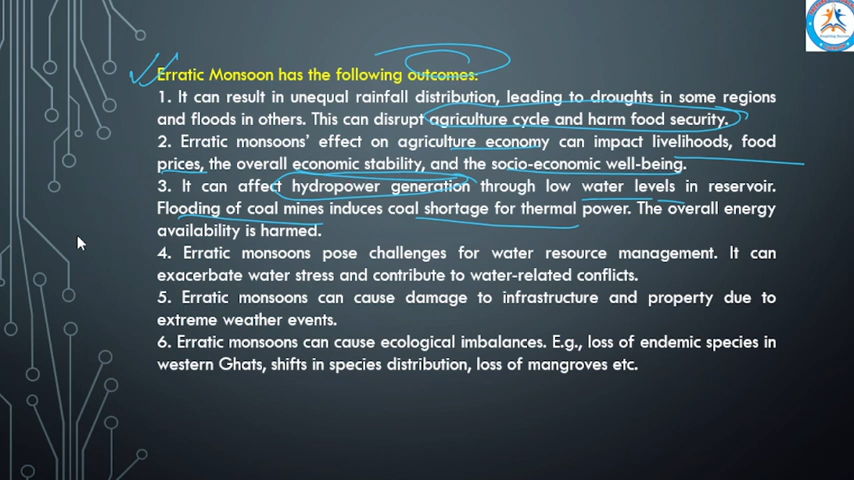 Erratic Monsoon has the following outcomes:
1. It can result in unequal rainfall distribution, leading to droughts in some regions
and floods in others. This can disrupt agriculture cycle and harm food security.
2. Erratic monsoons' effect on agriculture economy can impact livelihoods, food
prices, the overall economic stability, and the socio-economic well-being.
3. It can affect hydropower generation through low water levels in reservoir.
Flooding of coal mines induces coal shortage for thermal power. The overall energy
availability is harmed.
4. Erratic monsoons pose challenges for water resource management. It can
exacerbate water stress and contribute to water-related conflicts.
5. Erratic monsoons can cause damage to infrastructure and property due to
extreme weather events.
6. Erratic monsoons can cause ecological imbalances. E.g., loss of endemic species in
western Ghats, shifts in species distribution, loss of mangroves etc.